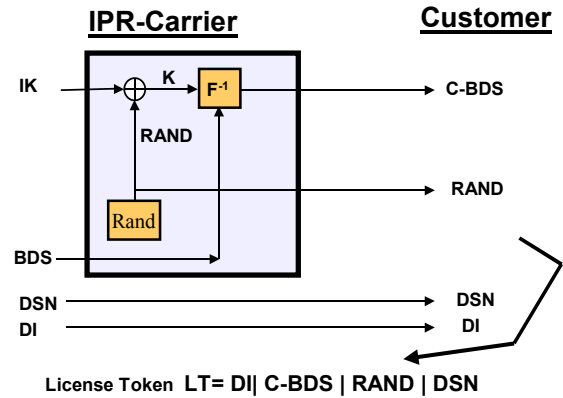 IPR-Carrier
Customer
IK
K
F-1
C-BDS
RAND
RAND
Rand
BDS
DSN
DSN
DI
DI
License Token LT= DI| C-BDS | RAND | DSN